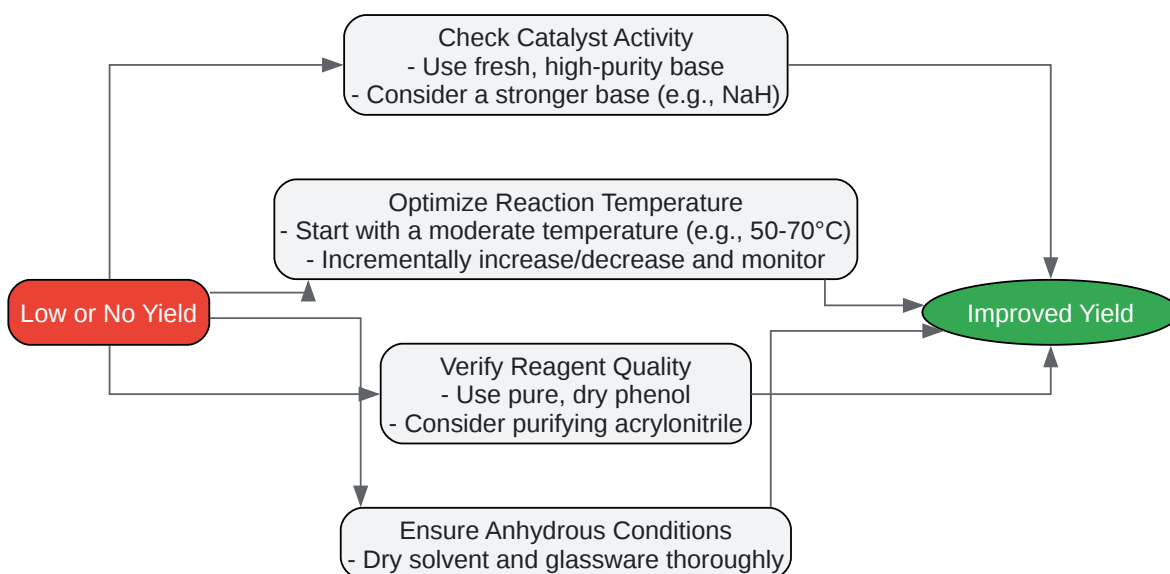 Check Catalyst Activity
- Use fresh, high-purity base
- Consider a stronger base (e.g., NaH)
Optimize Reaction Temperature
- Start with a moderate temperature (e.g., 50-70°C)
- Incrementally increase/decrease and monitor
Low or No Yield
Improved Yield
Verify Reagent Quality
- Use pure, dry phenol
- Consider purifying acrylonitrile
Ensure Anhydrous Conditions
- Dry solvent and glassware thoroughly